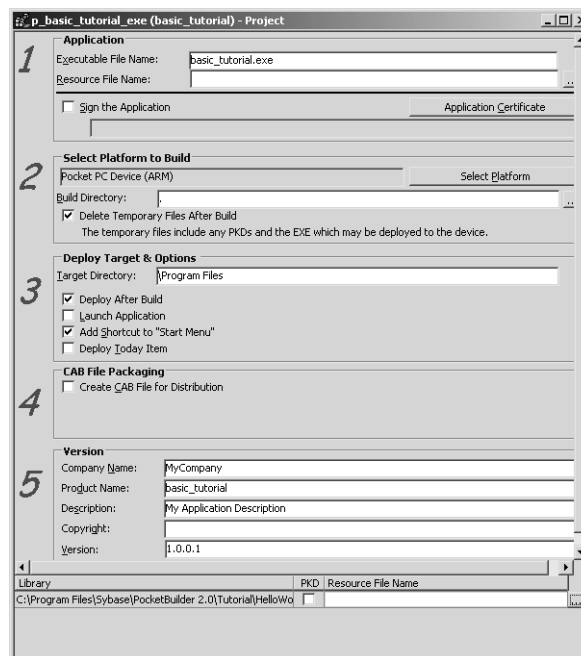 p_basic_tutorial_exe (basic_tutorial) - Project
1
Application
Executable File Name: basic_tutorial.exe
Resource File Name: ..
Sign the Application Application Certificate
2
Select Platform to Build
Pocket PC Device (ARM) Select Platform
Build Directory: . ..
Delete Temporary Files After Build
The temporary files include any PKDs and the EXE which may be deployed to the device.
3
Deploy Target & Options
Target Directory: \Program Files
Deploy After Build
Launch Application
Add Shortcut to "Start Menu"
Deploy Today Item
4
CAB File Packaging
Create CAB File for Distribution
5
Version
Company Name: MyCompany
Product Name: basic_tutorial
Description: My Application Description
Copyright:
Version: 1.0.0.1
Library PKD Resource File Name
C:\Program Files\Sybase\PocketBuilder 2.0\Tutorial\HelloWo ...